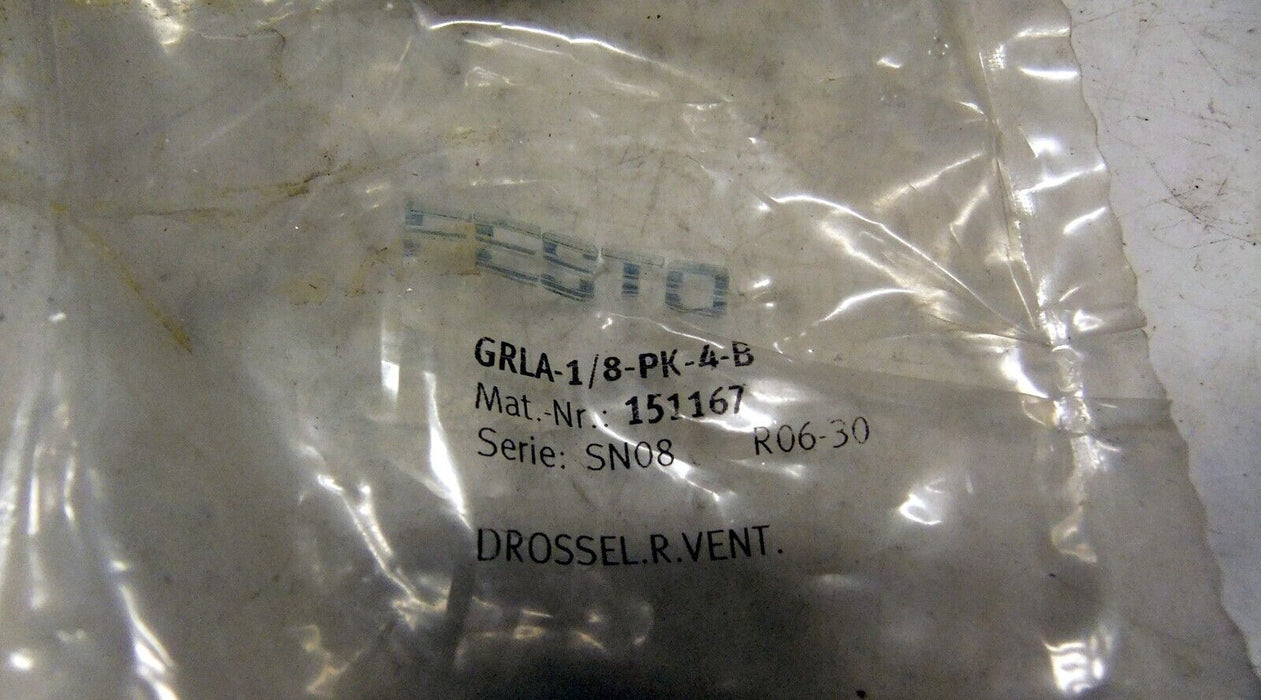 FESTO
GRLA-1/8-PK-4-B
Mat.-Nr.: 151167
Serie: SN08 R06-30
DROSSEL.R.VENT.